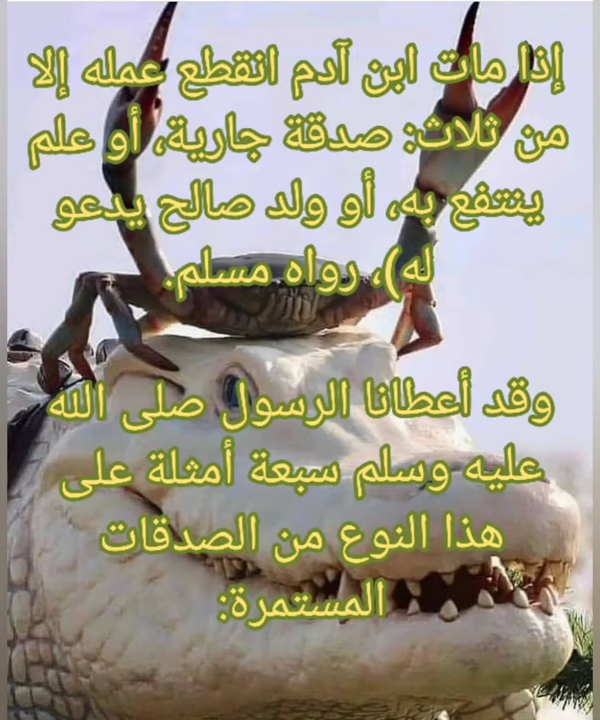 إذا مات ابن آدم انقطع عمله إلا
من ثلاث: صدقة جارية، أو علم
ينتفع به، أو ولد صالح يدعو
له)، رواه مسلم.
وقد أعطانا الرسول صلى الله
عليه وسلم سبعة أمثلة على
هذا النوع من الصدقات
المستمرة: